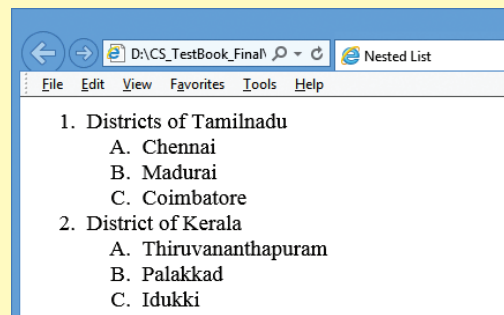 D:\CS_TestBook_Final\
Nested List
File Edit View Favorites Tools Help
1. Districts of Tamilnadu
A. Chennai
B. Madurai
C. Coimbatore
2. District of Kerala
A. Thiruvananthapuram
B. Palakkad
C. Idukki